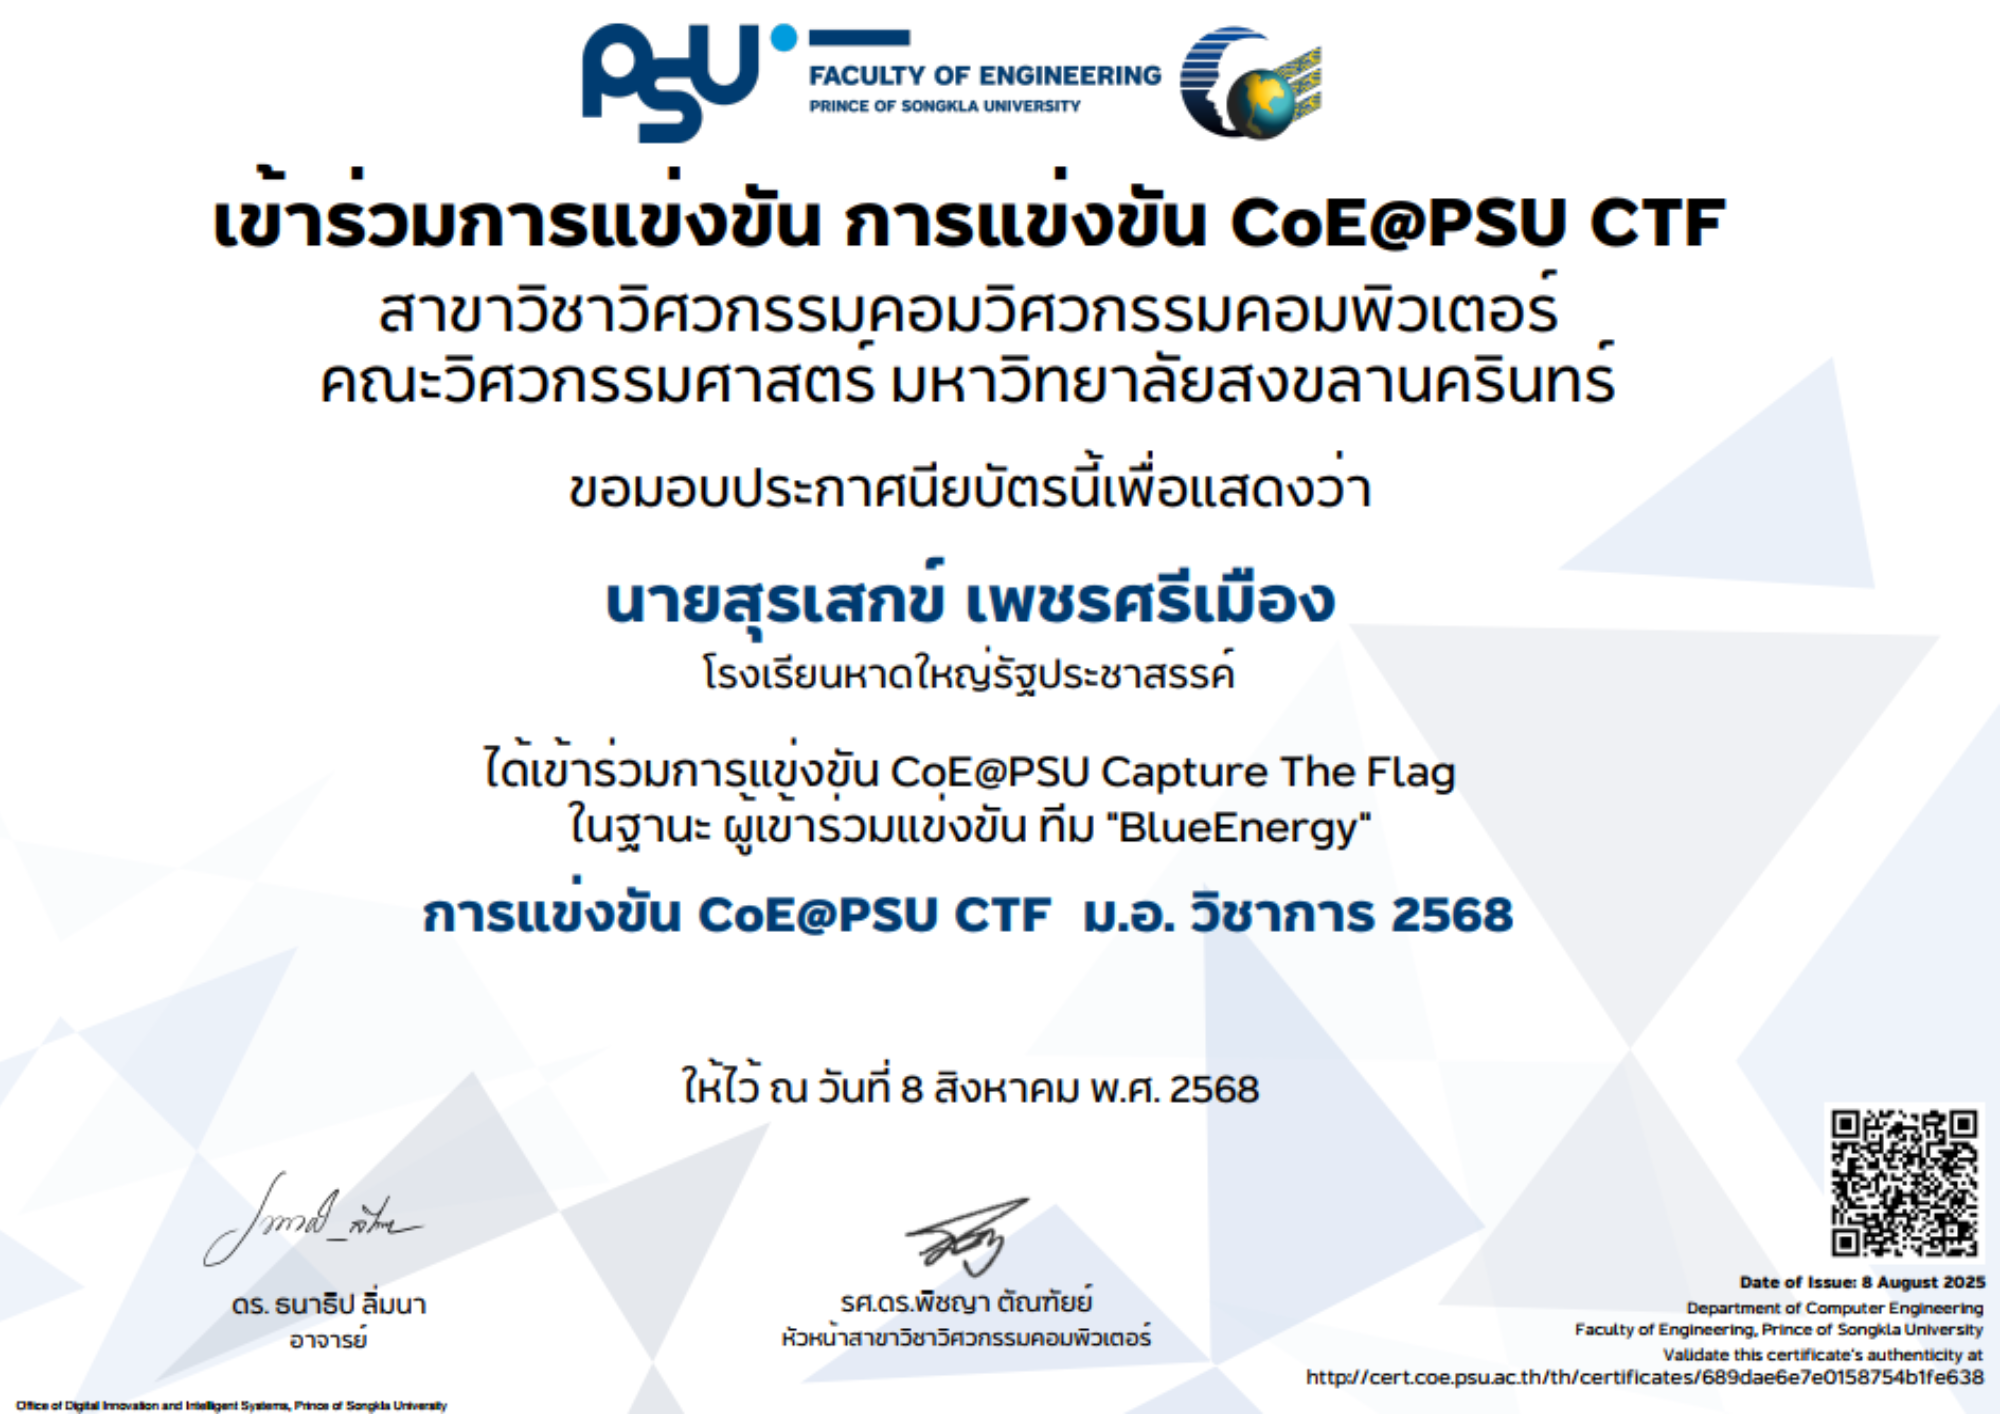 PSU
FACULTY OF ENGINEERING
PRINCE OF SONGKLA UNIVERSITY
เข้าร่วมการแข่งขัน การแข่งขัน CoE@PSU CTF
สาขาวิชาวิศวกรรมคอมวิศวกรรมคอมพิวเตอร์
คณะวิศวกรรมศาสตร์ มหาวิทยาลัยสงขลานครินทร์
ขอมอบประกาศนียบัตรนี้เพื่อแสดงว่า
นายสุรเสกข์ เพชรศรีเมือง
โรงเรียนหาดใหญ่รัฐประชาสรรค์
ได้เข้าร่วมการแข่งขัน CoE@PSU Capture The Flag
ในฐานะ ผู้เข้าร่วมแข่งขัน ทีม "BlueEnergy"
การแข่งขัน CoE@PSU CTF ม.อ. วิชาการ 2568
ให้ไว้ ณ วันที่ 8 สิงหาคม พ.ศ. 2568
ดร. ธนาธิป ลิ่มนา
อาจารย์
รศ.ดร.พิชญา ตัณฑัยย์
หัวหน้าสาขาวิชาวิศวกรรมคอมพิวเตอร์
Date of Issue: 8 August 2025
Department of Computer Engineering
Faculty of Engineering, Prince of Songkla University
Validate this certificate's authenticity at
http://cert.coe.psu.ac.th/th/certificates/689dae6e7e0158754b1fe638
Office of Digital Innovation and Intelligent Systems, Prince of Songkla University